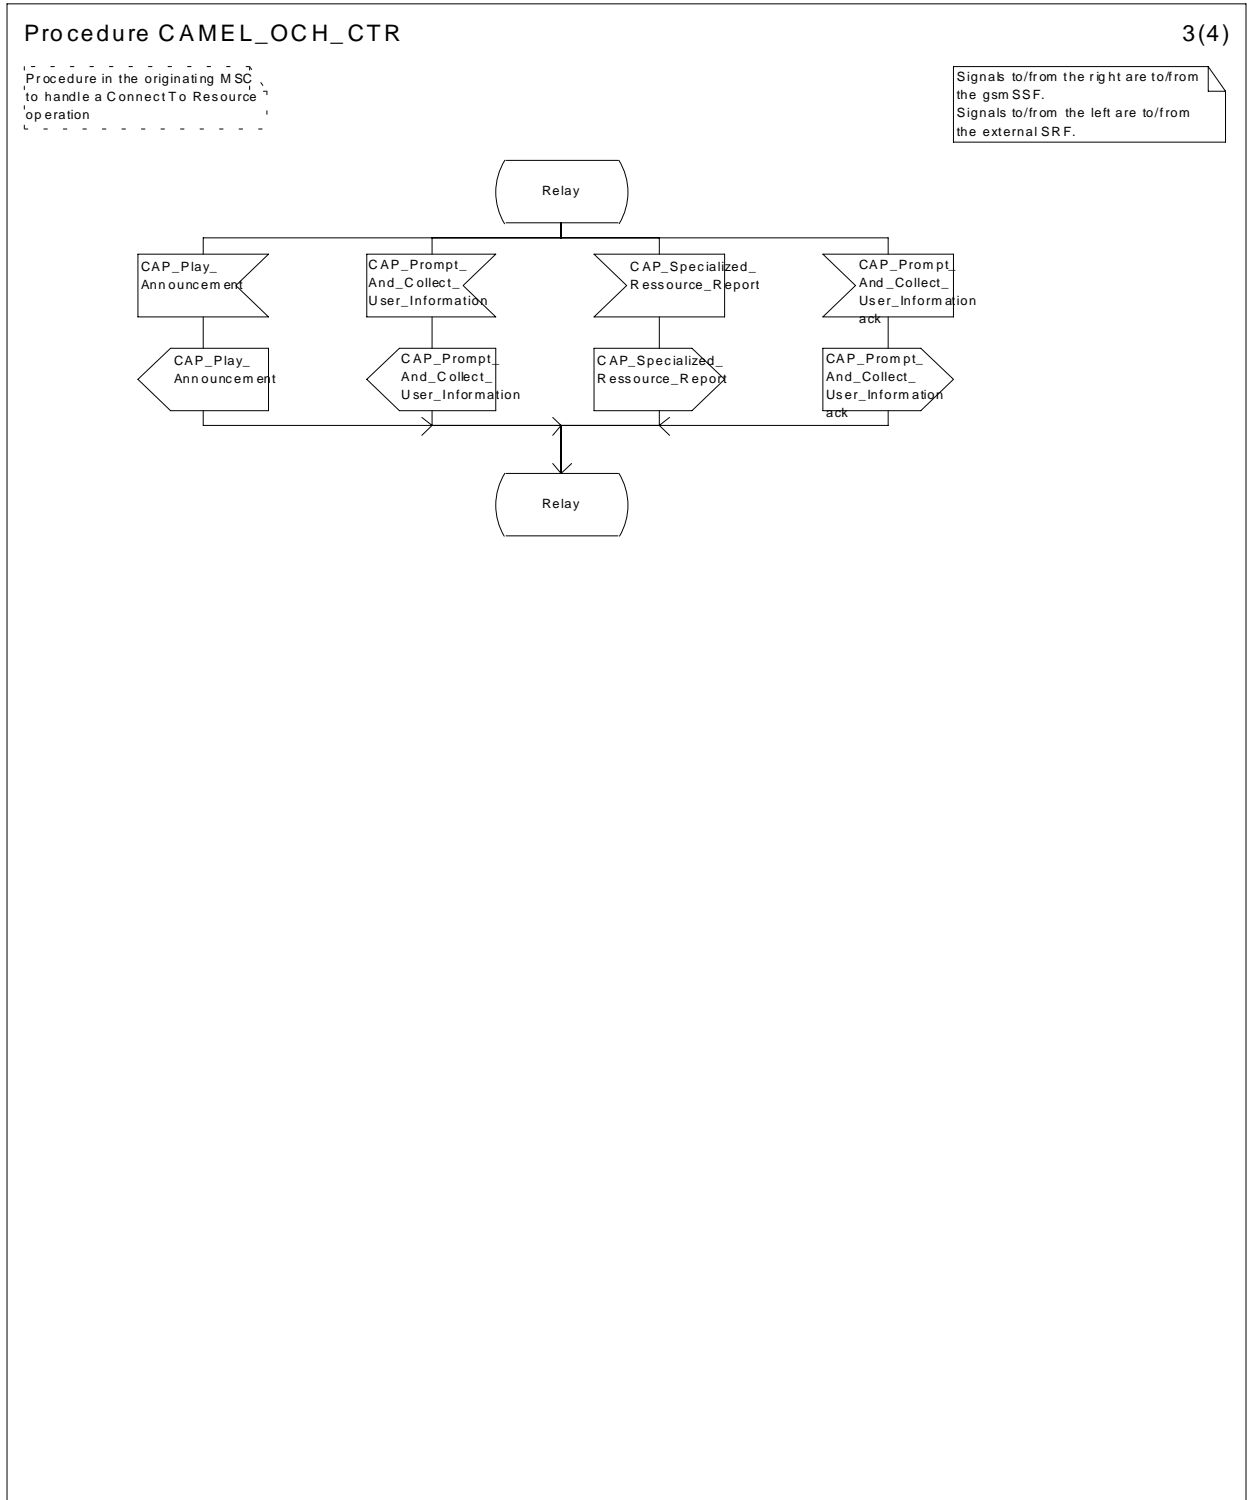 Procedure CAMEL_OCH_CTR
3(4)
Procedure in the originating MSC
to handle a Connect To Resource
operation
Signals to/from the right are to/from
the gsmSSF.
Signals to/from the left are to/from
the external SRF.
Relay
CAP_Play_
Announcement
CAP_Prompt_
And_Collect_
User_Information
CAP_Specialized_
Ressource_Report
CAP_Prompt_
And_Collect_
User_Information
ack
CAP_Play_
Announcement
CAP_Prompt_
And_Collect_
User_Information
CAP_Specialized_
Ressource_Report
CAP_Prompt_
And_Collect_
User_Information
ack
Relay